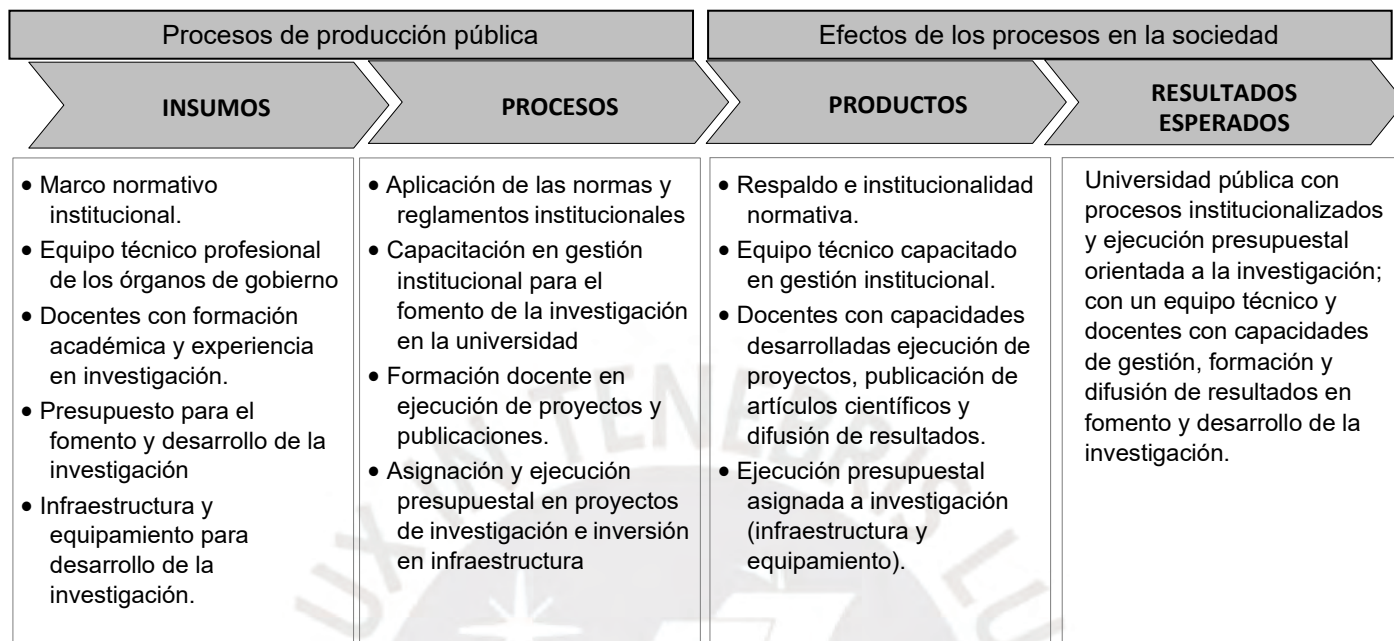 Procesos de producción pública
Efectos de los procesos en la sociedad
INSUMOS
PROCESOS
PRODUCTOS
RESULTADOS
ESPERADOS
• Marco normativo
institucional.
• Equipo técnico profesional
de los órganos de gobierno
• Docentes con formación
académica y experiencia
en investigación.
• Presupuesto para el
fomento y desarrollo de la
investigación
• Infraestructura y
equipamiento para
desarrollo de la
investigación.
• Aplicación de las normas y
reglamentos institucionales
• Capacitación en gestión
institucional para el
fomento de la investigación
en la universidad
• Formación docente en
ejecución de proyectos y
publicaciones.
• Asignación y ejecución
presupuestal en proyectos
de investigación e inversión
en infraestructura
• Respaldo e institucionalidad
normativa.
• Equipo técnico capacitado
en gestión institucional.
• Docentes con capacidades
desarrolladas ejecución de
proyectos, publicación de
artículos científicos y
difusión de resultados.
• Ejecución presupuestal
asignada a investigación
(infraestructura y
equipamiento).
Universidad pública con
procesos institucionalizados
y ejecución presupuestal
orientada a la investigación;
con un equipo técnico y
docentes con capacidades
de gestión, formación y
difusión de resultados en
fomento y desarrollo de la
investigación.
UX IN TENEBRIS LU